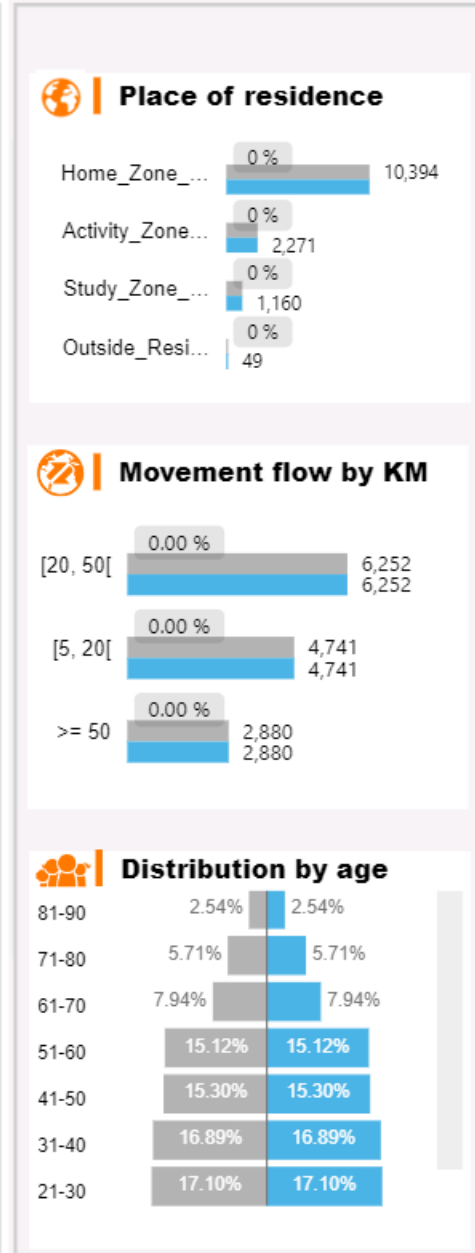 Place of residence
0 %
Home_Zone_... 10,394
0 %
Activity_Zone... 2,271
0 %
Study_Zone_... 1,160
0 %
Outside_Resi... 49
Movement flow by KM
0.00 %
[20, 50[ 6,252
6,252
0.00 %
[5, 20[ 4,741
4,741
0.00 %
>= 50 2,880
2,880
Distribution by age
81-90 2.54% 2.54%
71-80 5.71% 5.71%
61-70 7.94% 7.94%
51-60 15.12% 15.12%
41-50 15.30% 15.30%
31-40 16.89% 16.89%
21-30 17.10% 17.10%